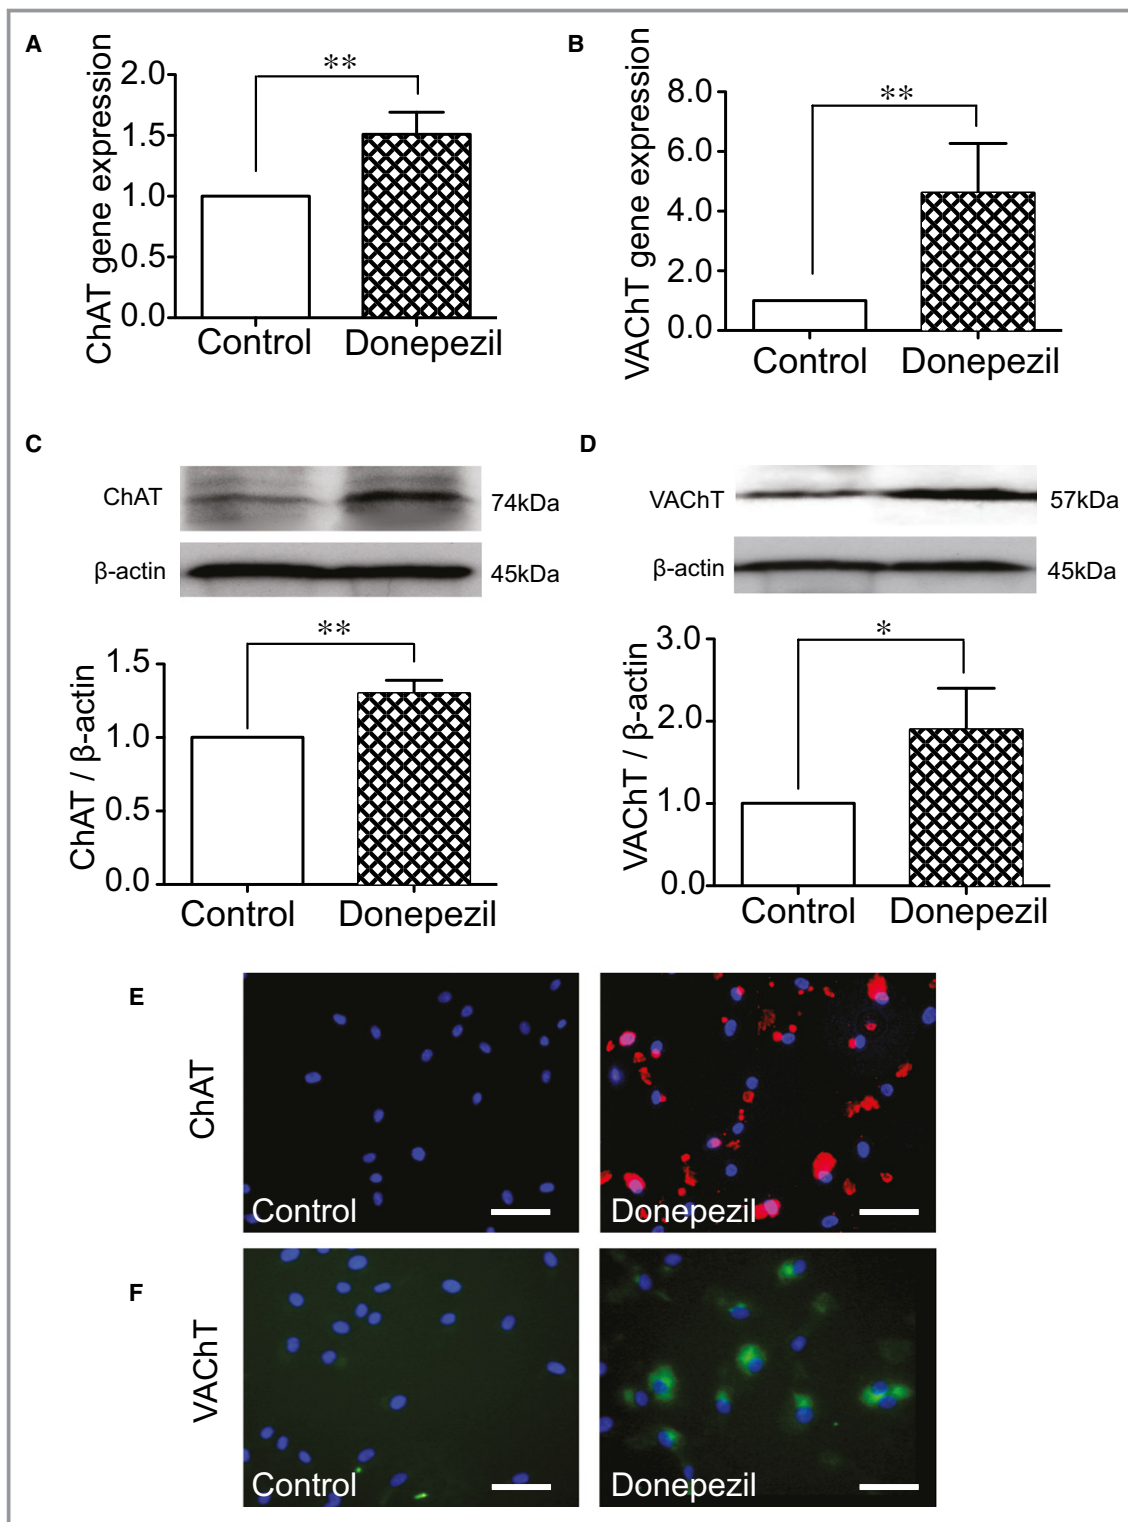 A
ChAT gene expression
2.0
1.5
1.0
0.5
0.0
**
Control
Donepezil
B
VAChT gene expression
8.0
6.0
4.0
2.0
0.0
**
Control
Donepezil
C
ChAT
74kDa
β-actin
45kDa
ChAT / β-actin
1.5
1.0
0.5
0.0
**
Control
Donepezil
D
VAChT
57kDa
β-actin
45kDa
VAChT / β-actin
3.0
2.0
1.0
0.0
*
Control
Donepezil
E
ChAT
Control
Donepezil
F
VAChT
Control
Donepezil